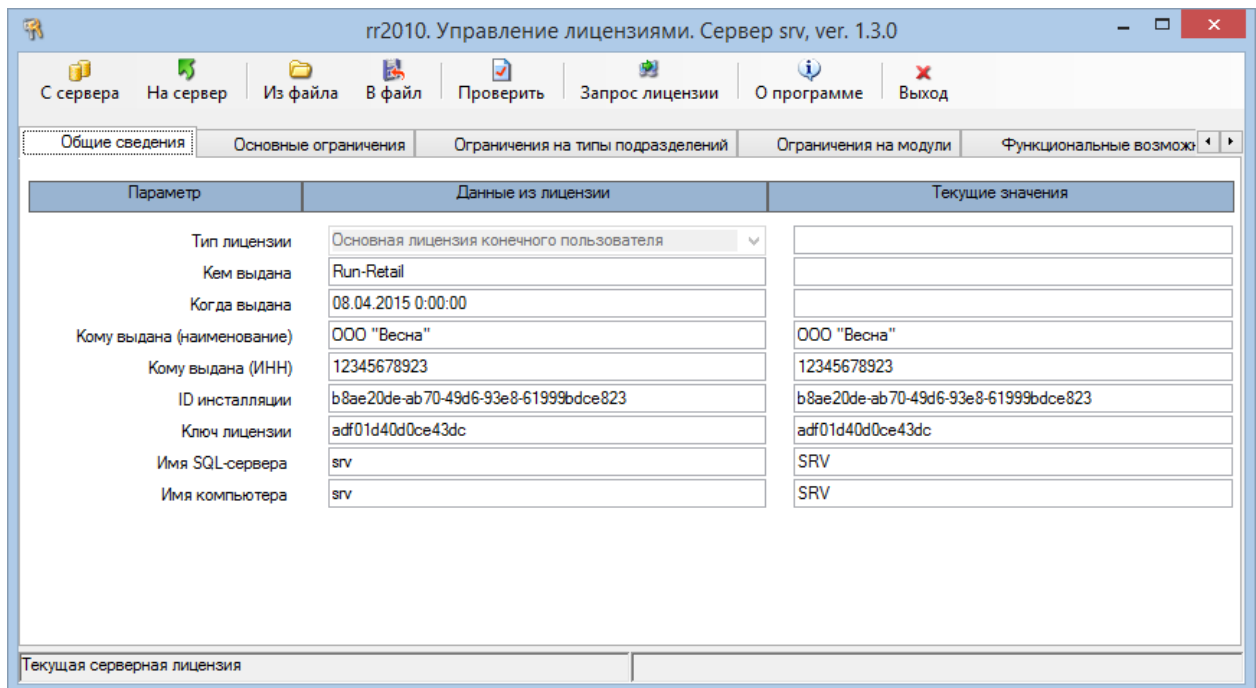 rr2010. Управление лицензиями. Сервер srv, ver. 1.3.0
С сервера На сервер Из файла В файл Проверить Запрос лицензии О программе Выход
Общие сведения Основные ограничения Ограничения на типы подразделений Ограничения на модули Функциональные возможн
Параметр Данные из лицензии Текущие значения
Тип лицензии Основная лицензия конечного пользователя
Кем выдана Run-Retail
Когда выдана 08.04.2015 0:00:00
Кому выдана (наименование) ООО "Весна" ООО "Весна"
Кому выдана (ИНН) 12345678923 12345678923
ID инсталляции b8ae20de-ab70-49d6-93e8-61999bdce823 b8ae20de-ab70-49d6-93e8-61999bdce823
Ключ лицензии adf01d40d0ce43dc adf01d40d0ce43dc
Имя SQL-сервера srv SRV
Имя компьютера srv SRV
Текущая серверная лицензия